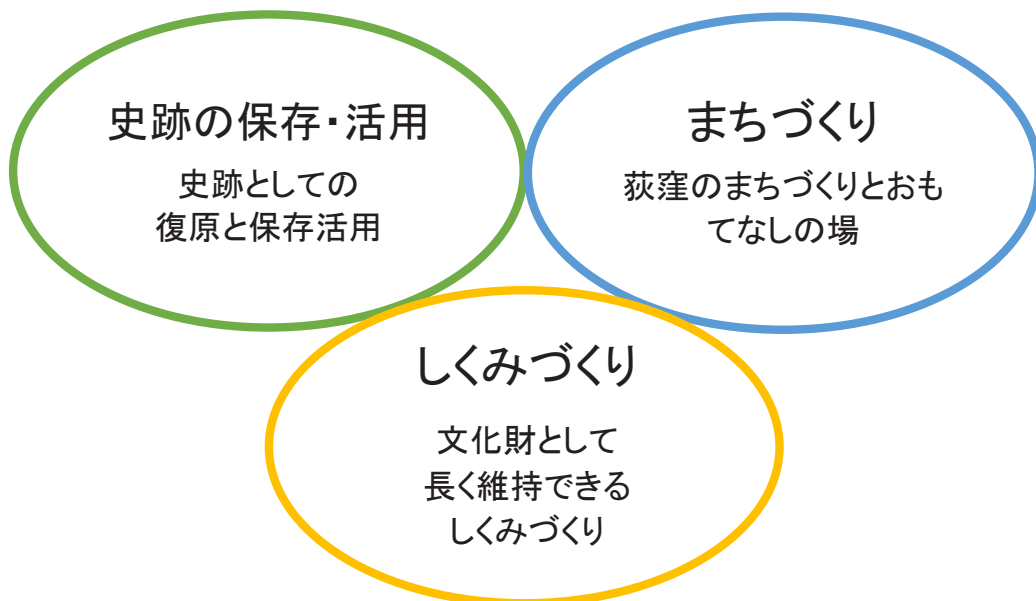 史跡の保存・活用
史跡としての
復原と保存活用
まちづくり
荻窪のまちづくりとおも
てなしの場
しくみづくり
文化財として
長く維持できる
しくみづくり